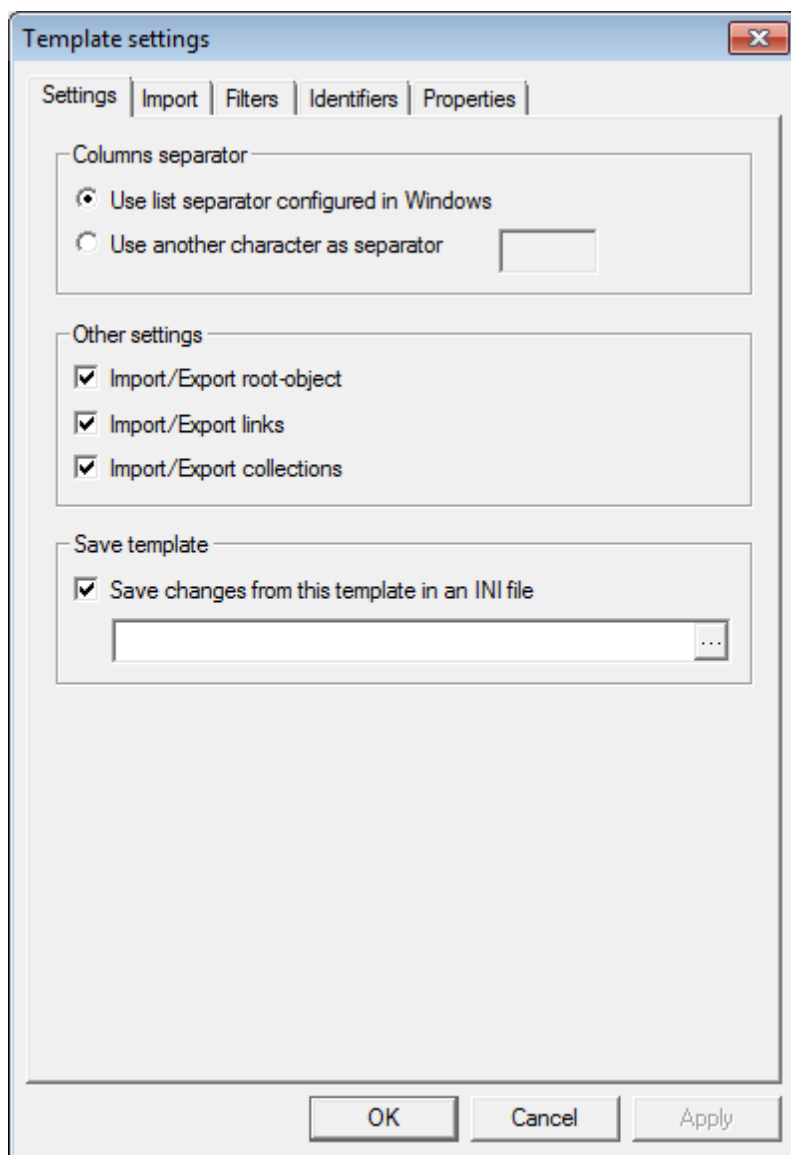 Template settings
Settings Import Filters Identifiers Properties
Columns separator
Use list separator configured in Windows
Use another character as separator
Other settings
Import/Export root-object
Import/Export links
Import/Export collections
Save template
Save changes from this template in an INI file
...
OK Cancel Apply